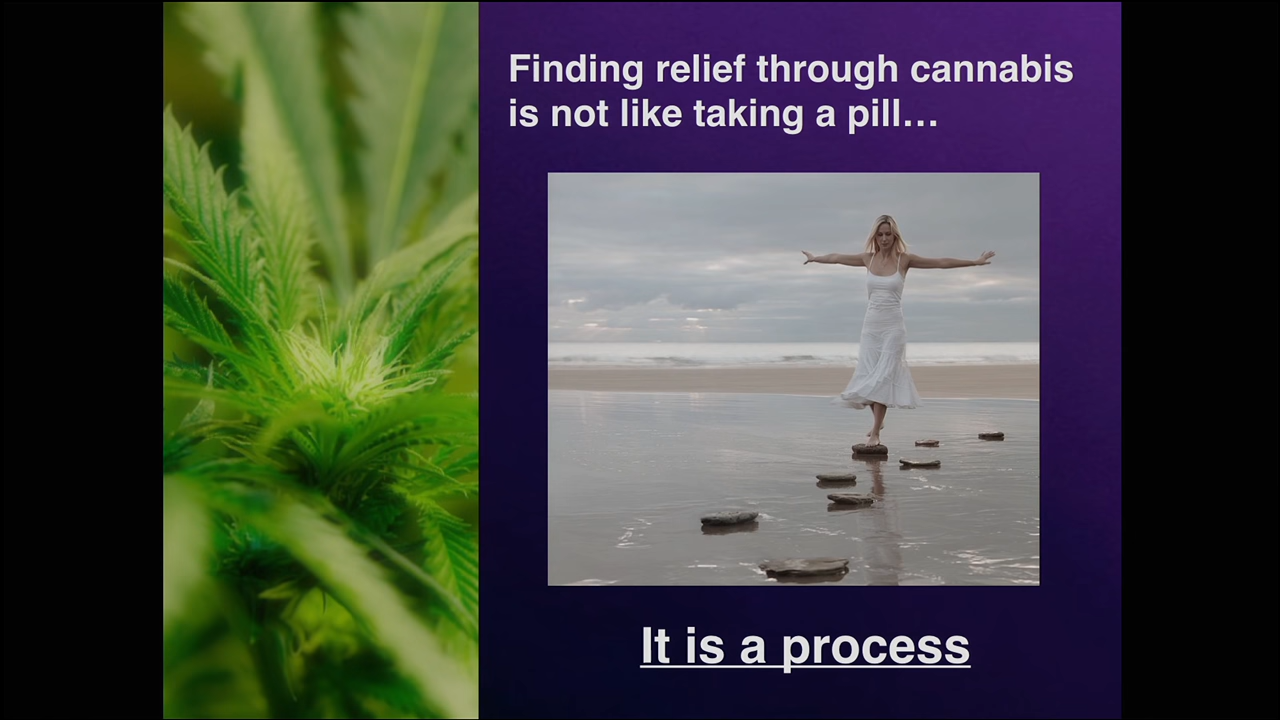 Finding relief through cannabis
is not like taking a pill…
It is a process